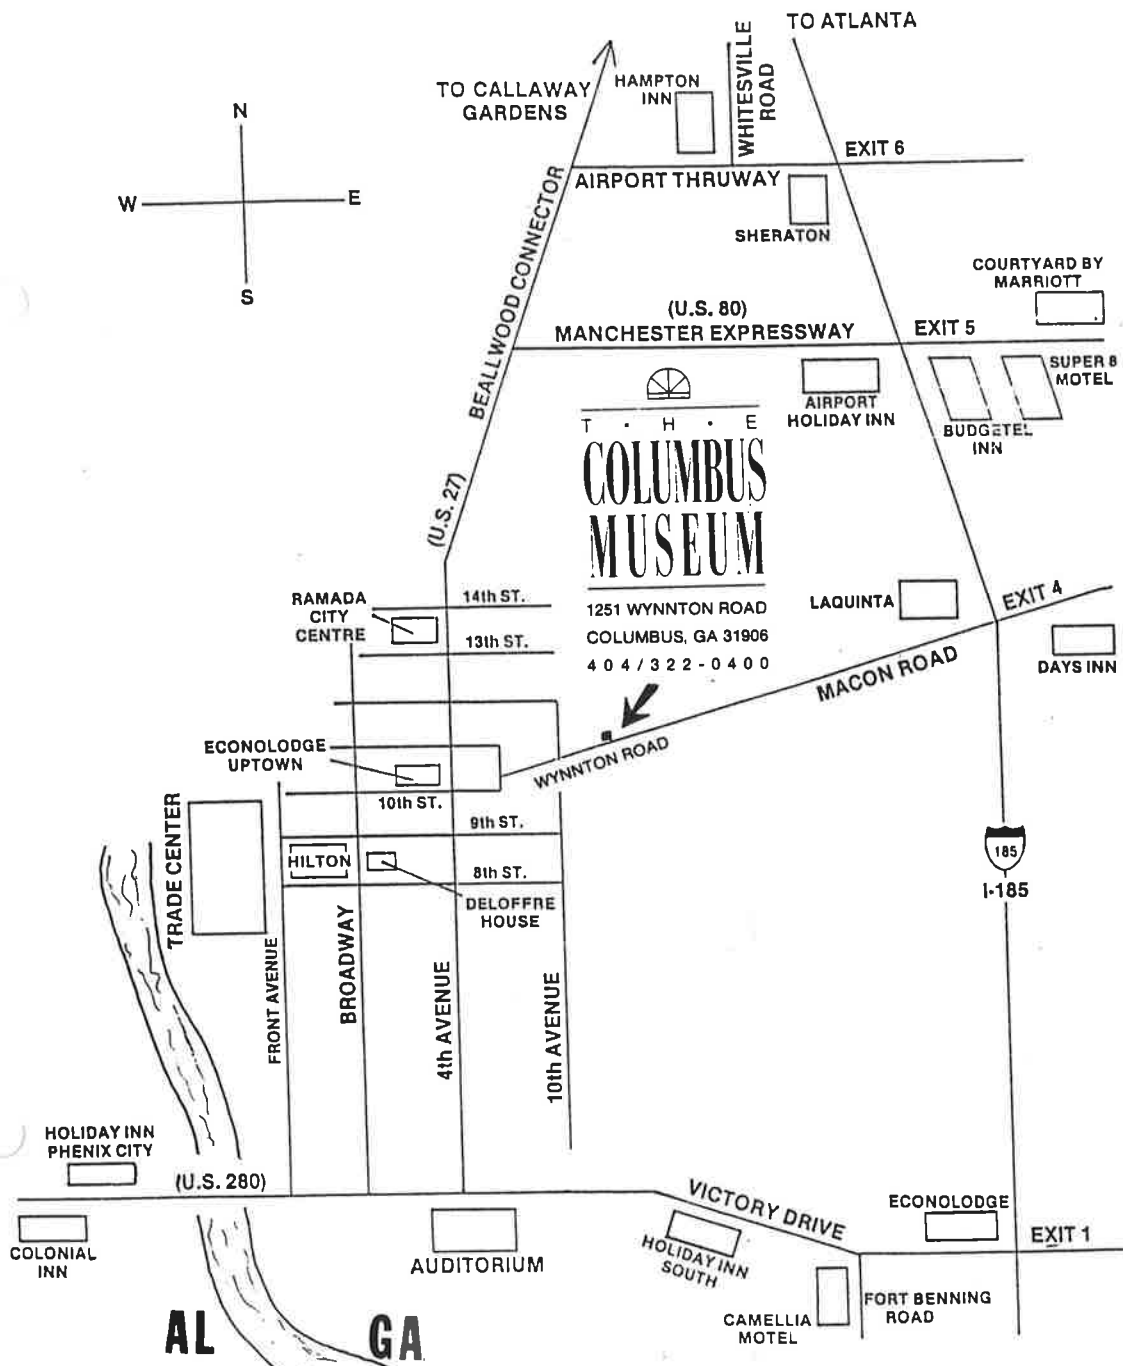 TO ATLANTA
TO CALLAWAY
GARDENS
HAMPTON
INN
WHITESVILLE
ROAD
N
W
E
S
EXIT 6
AIRPORT THRUWAY
SHERATON
BEALLWOOD CONNECTOR
COURTYARD BY
MARRIOTT
(U.S. 80)
MANCHESTER EXPRESSWAY
EXIT 5
SUPER 8
MOTEL
AIRPORT
HOLIDAY INN
BUDGETEL
INN
T · H · E
COLUMBUS
MUSEUM
1251 WYNNTON ROAD
COLUMBUS, GA 31906
404/322-0400
(U.S. 27)
RAMADA
CITY
CENTRE
14th ST.
13th ST.
LAQUINTA
EXIT 4
DAYS INN
MACON ROAD
WYNNTON ROAD
ECONOLODGE
UPTOWN
10th ST.
9th ST.
TRADE CENTER
HILTON
8th ST.
DELOFFRE
HOUSE
185
I-185
FRONT AVENUE
BROADWAY
4th AVENUE
10th AVENUE
HOLIDAY INN
PHENIX CITY
(U.S. 280)
VICTORY DRIVE
ECONOLODGE
EXIT 1
COLONIAL
INN
AUDITORIUM
HOLIDAY INN
SOUTH
CAMELLIA
MOTEL
FORT BENNING
ROAD
AL
GA